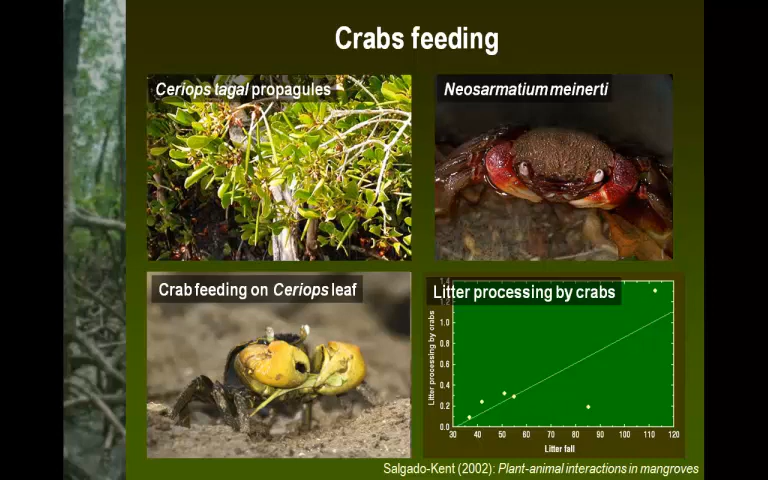 Crabs feeding
Ceriops tagal propagules
Neosarmatium meinerti
Crab feeding on Ceriops leaf
Litter processing by crabs
1.4
1.2
1.0
0.8
0.6
0.4
0.2
0.0
Litter processing by crabs
30 40 50 60 70 80 90 100 110 120
Litter fall
Salgado-Kent (2002): Plant-animal interactions in mangroves